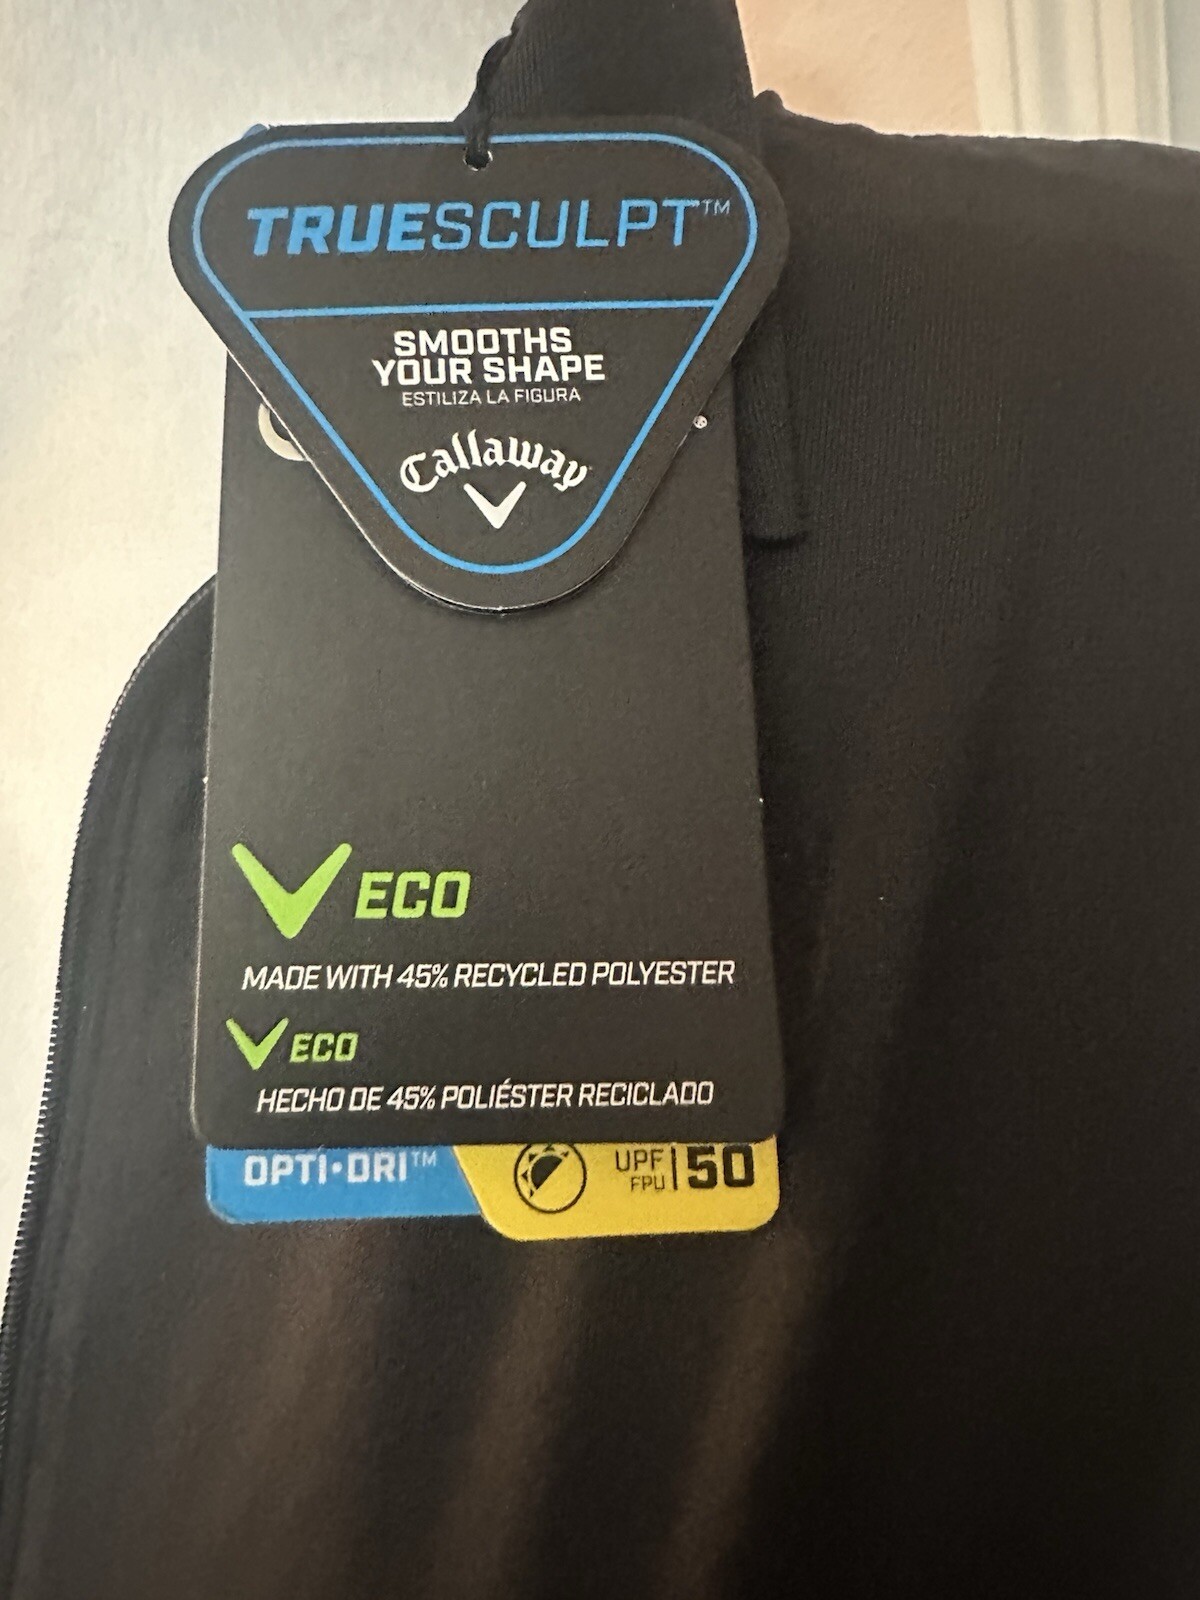 TRUESCULPT™
SMOOTHS
YOUR SHAPE
ESTILIZA LA FIGURA
Callaway
®
ECO
MADE WITH 45% RECYCLED POLYESTER
ECO
HECHO DE 45% POLIÉSTER RECICLADO
OPTI•DRI™
UPF
FPU
50